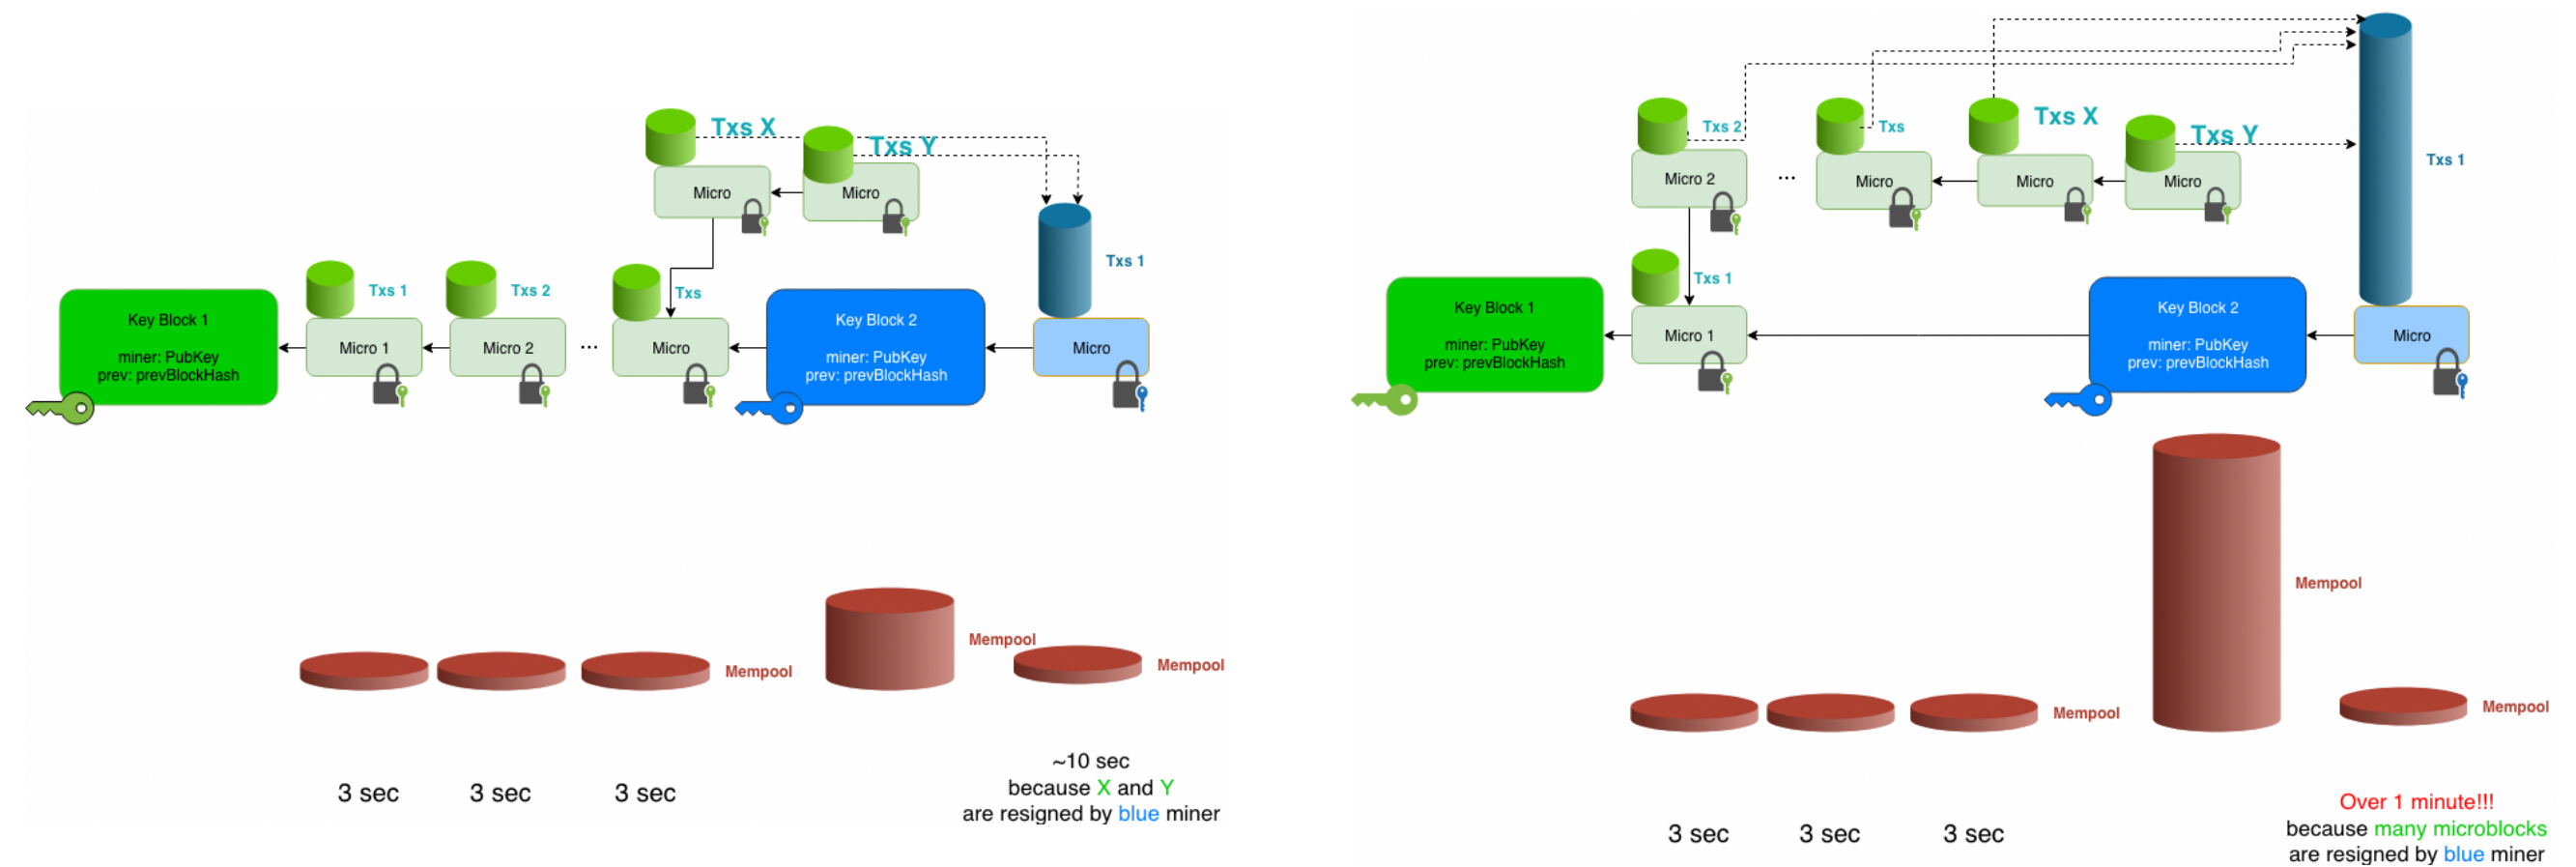 Txs X
Txs Y
Micro
Micro
Txs 1
Txs 2
Txs
Txs 1
Key Block 1
miner: PubKey
prev: prevBlockHash
Micro 1
Micro 2
...
Micro
Key Block 2
miner: PubKey
prev: prevBlockHash
Micro
Mempool
Mempool
Mempool
3 sec
3 sec
3 sec
~10 sec
because X and Y
are resigned by blue miner
Txs 2
Txs
Txs X
Txs Y
Txs 1
Micro 2
...
Micro
Micro
Micro
Txs 1
Key Block 1
miner: PubKey
prev: prevBlockHash
Micro 1
Key Block 2
miner: PubKey
prev: prevBlockHash
Micro
Mempool
Mempool
Mempool
3 sec
3 sec
3 sec
Over 1 minute!!!
because many microblocks
are resigned by blue miner